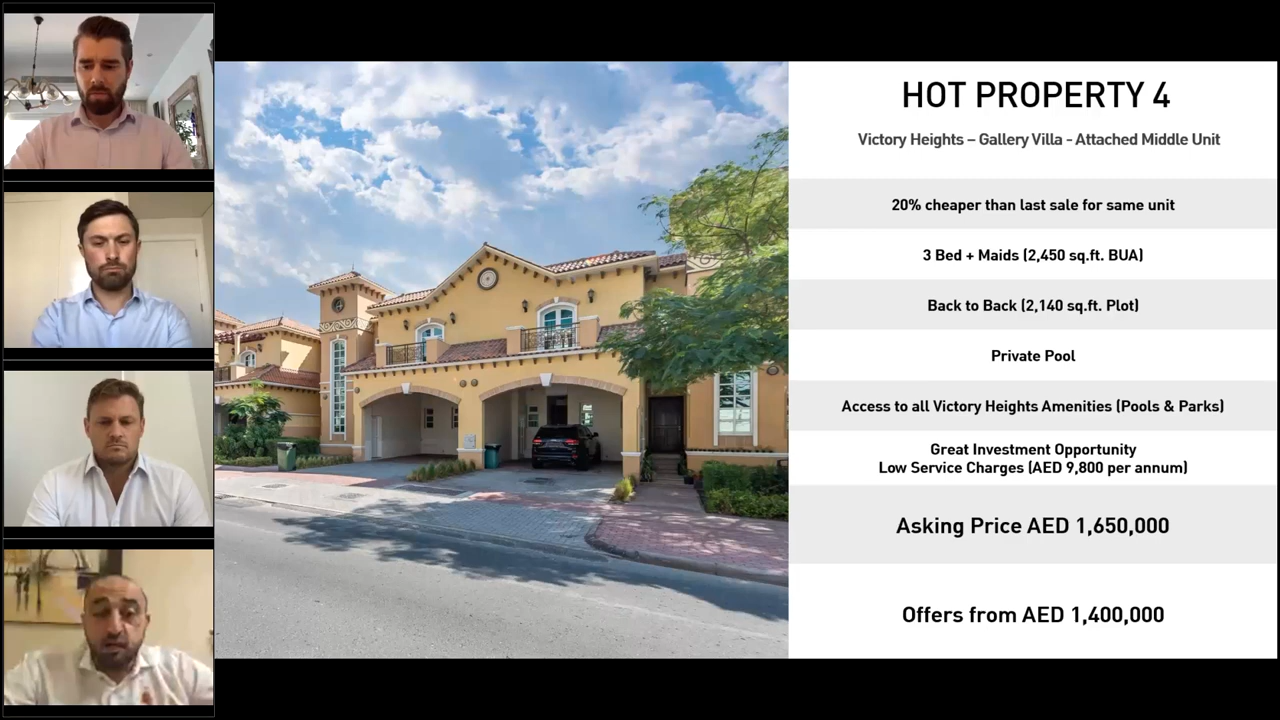 HOT PROPERTY 4
Victory Heights – Gallery Villa - Attached Middle Unit
20% cheaper than last sale for same unit
3 Bed + Maids (2,450 sq.ft. BUA)
Back to Back (2,140 sq.ft. Plot)
Private Pool
Access to all Victory Heights Amenities (Pools & Parks)
Great Investment Opportunity
Low Service Charges (AED 9,800 per annum)
Asking Price AED 1,650,000
Offers from AED 1,400,000